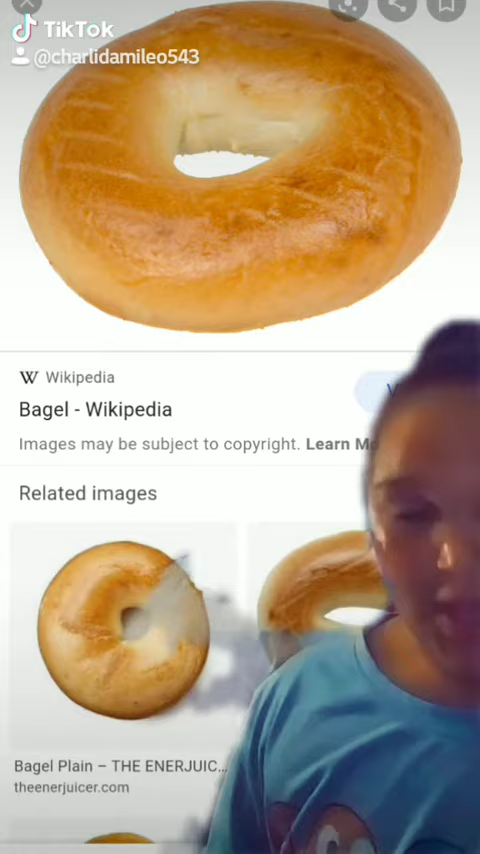 TikTok
@charlidamileo543
W Wikipedia
Bagel - Wikipedia
Images may be subject to copyright. Learn
Related images
Bagel Plain – THE ENERJUIC...
theenerjuicer.com